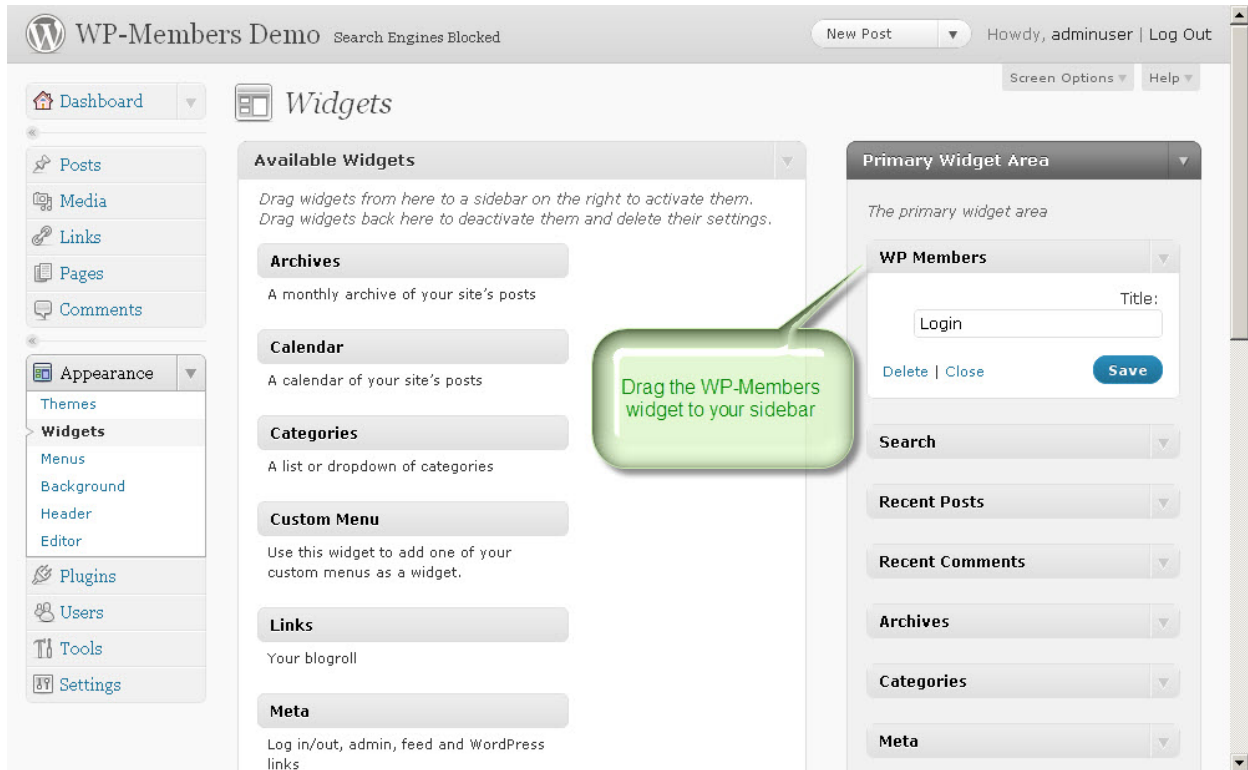 WP-Members Demo Search Engines Blocked
New Post
Howdy, adminuser | Log Out
Screen Options
Help
Dashboard
Posts
Media
Links
Pages
Comments
Appearance
Themes
Widgets
Menus
Background
Header
Editor
Plugins
Users
Tools
Settings
Widgets
Available Widgets
Drag widgets from here to a sidebar on the right to activate them.
Drag widgets back here to deactivate them and delete their settings.
Archives
A monthly archive of your site's posts
Calendar
A calendar of your site's posts
Categories
A list or dropdown of categories
Custom Menu
Use this widget to add one of your
custom menus as a widget.
Links
Your blogroll
Meta
Log in/out, admin, feed and WordPress
links
Drag the WP-Members
widget to your sidebar
Primary Widget Area
The primary widget area
WP Members
Title:
Login
Delete | Close
Save
Search
Recent Posts
Recent Comments
Archives
Categories
Meta